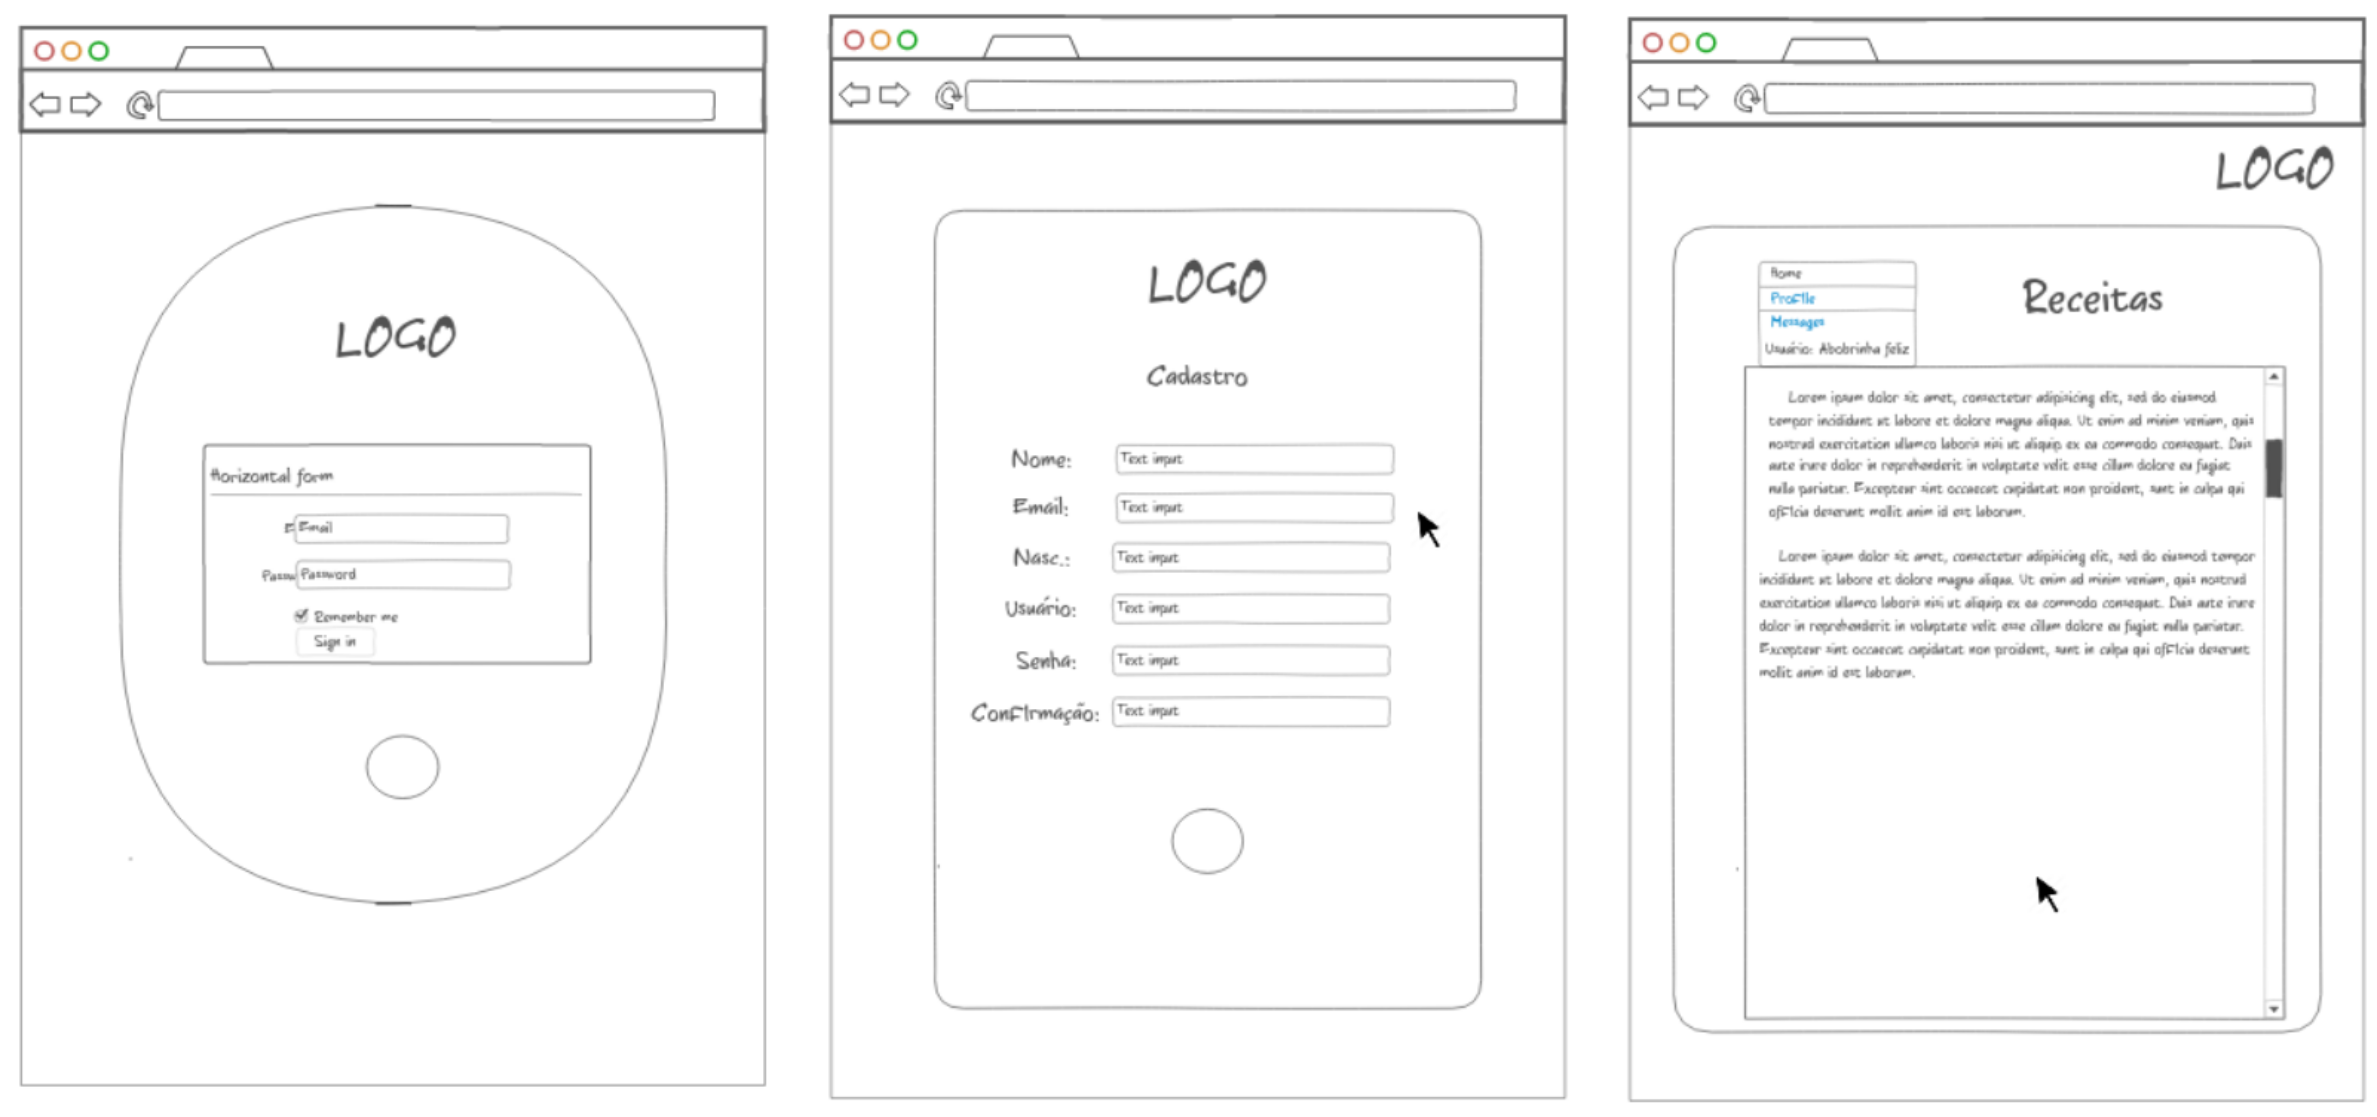 LOGO
Horizontal form
E Email
Passw Password
Remember me
Sign in
LOGO
Cadastro
Nome: Text input
Email: Text input
Nasc.: Text input
Usuário: Text input
Senha: Text input
Confirmação: Text input
LOGO
Home
Profile
Messages
Usuário: Abobrinha feliz
Receitas
Lorem ipsum dolor sit amet, consectetur adipisicing elit, sed do eiusmod
tempor incididunt ut labore et dolore magna aliqua. Ut enim ad minim veniam, quis
nostrud exercitation ullamco laboris nisi ut aliquip ex ea commodo consequat. Duis
aute irure dolor in reprehenderit in voluptate velit esse cillum dolore eu fugiat
nulla pariatur. Excepteur sint occaecat cupidatat non proident, sunt in culpa qui
officia deserunt mollit anim id est laborum.
Lorem ipsum dolor sit amet, consectetur adipisicing elit, sed do eiusmod tempor
incididunt ut labore et dolore magna aliqua. Ut enim ad minim veniam, quis nostrud
exercitation ullamco laboris nisi ut aliquip ex ea commodo consequat. Duis aute irure
dolor in reprehenderit in voluptate velit esse cillum dolore eu fugiat nulla pariatur.
Excepteur sint occaecat cupidatat non proident, sunt in culpa qui officia deserunt
mollit anim id est laborum.